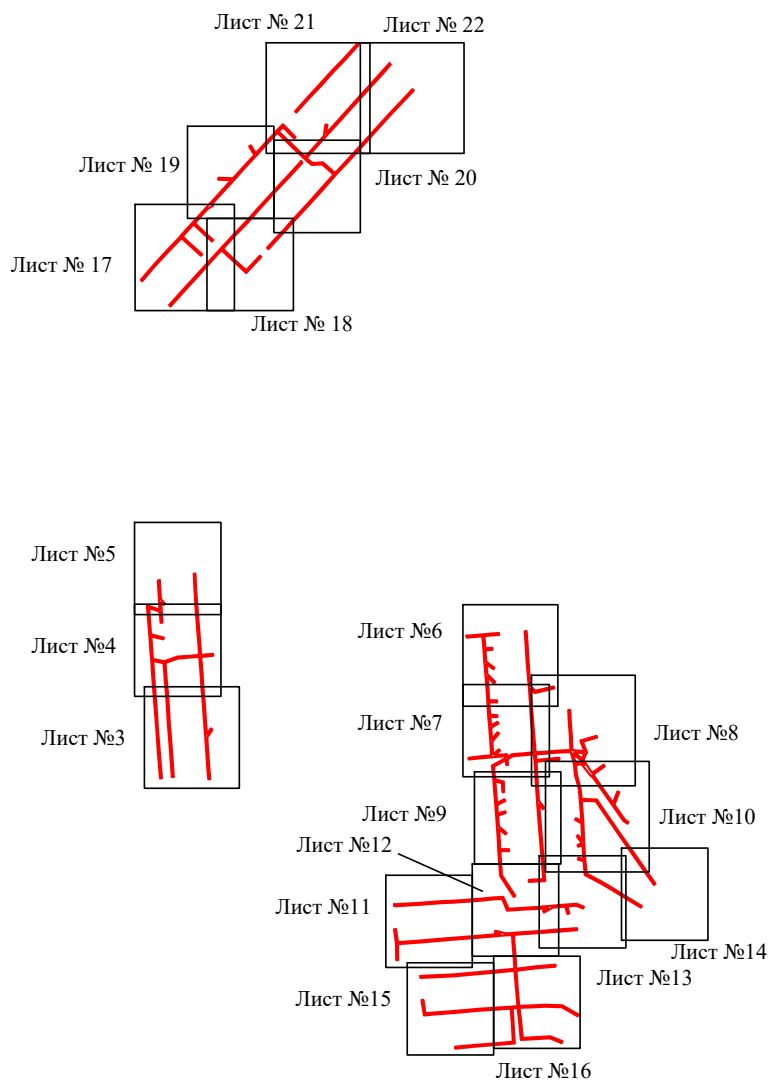 Лист № 21
Лист № 22
Лист № 19
Лист № 20
Лист № 17
Лист № 18
Лист №5
Лист №4
Лист №6
Лист №7
Лист №3
Лист №8
Лист №9
Лист №10
Лист №12
Лист №11
Лист №14
Лист №13
Лист №15
Лист №16